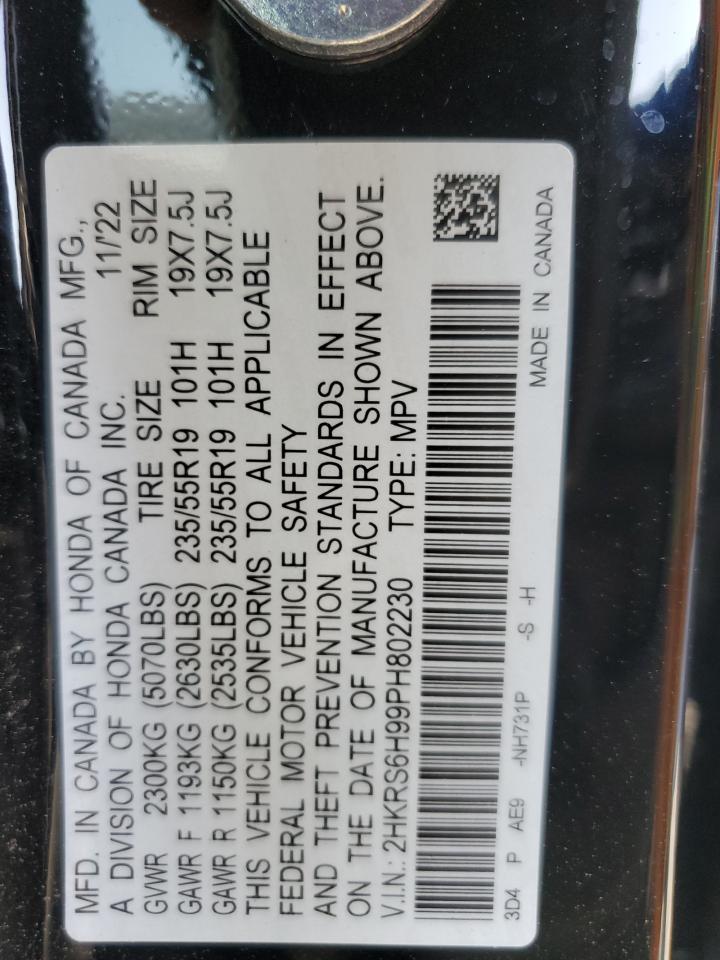 MFD. IN CANADA BY HONDA OF CANADA MFG.,
A DIVISION OF HONDA CANADA INC. 11/'22
GVWR 2300KG (5070LBS) TIRE SIZE RIM SIZE
GAWR F 1193KG (2630LBS) 235/55R19 101H 19X7.5J
GAWR R 1150KG (2535LBS) 235/55R19 101H 19X7.5J
THIS VEHICLE CONFORMS TO ALL APPLICABLE
FEDERAL MOTOR VEHICLE SAFETY
AND THEFT PREVENTION STANDARDS IN EFFECT
ON THE DATE OF MANUFACTURE SHOWN ABOVE.
V.I.N.: 2HKRS6H99PH802230 TYPE: MPV
3D4 P AE9 -NH731P -S -H
MADE IN CANADA